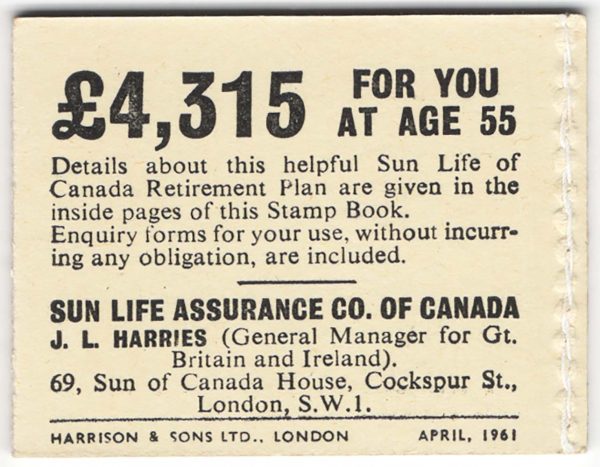 £4,315 FOR YOU
AT AGE 55
Details about this helpful Sun Life of
Canada Retirement Plan are given in the
inside pages of this Stamp Book.
Enquiry forms for your use, without incurr-
ing any obligation, are included.
SUN LIFE ASSURANCE CO. OF CANADA
J. L. HARRIES (General Manager for Gt.
Britain and Ireland).
69, Sun of Canada House, Cockspur St.,
London, S.W.1.
HARRISON & SONS LTD., LONDON APRIL, 1961